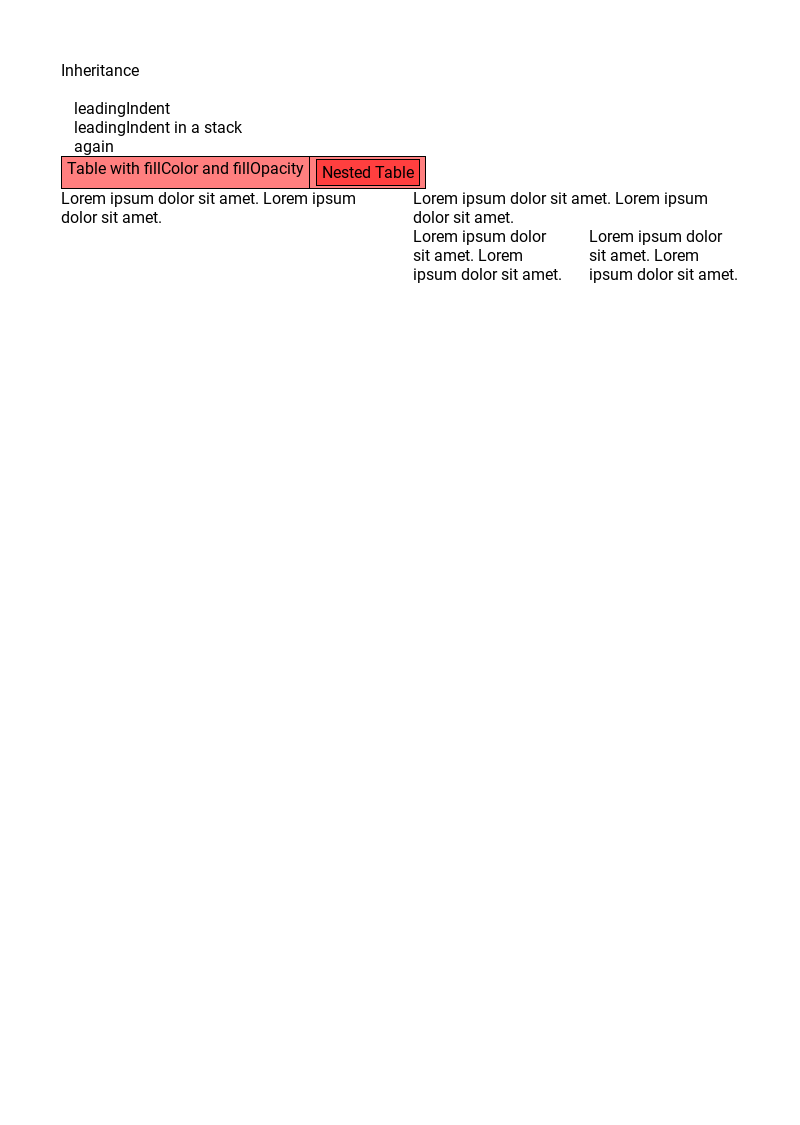 Inheritance
leadingIndent
leadingIndent in a stack
again
Table with fillColor and fillOpacity
Nested Table
Lorem ipsum dolor sit amet. Lorem ipsum
dolor sit amet.
Lorem ipsum dolor sit amet. Lorem ipsum
dolor sit amet.
Lorem ipsum dolor
sit amet. Lorem
ipsum dolor sit amet.
Lorem ipsum dolor
sit amet. Lorem
ipsum dolor sit amet.